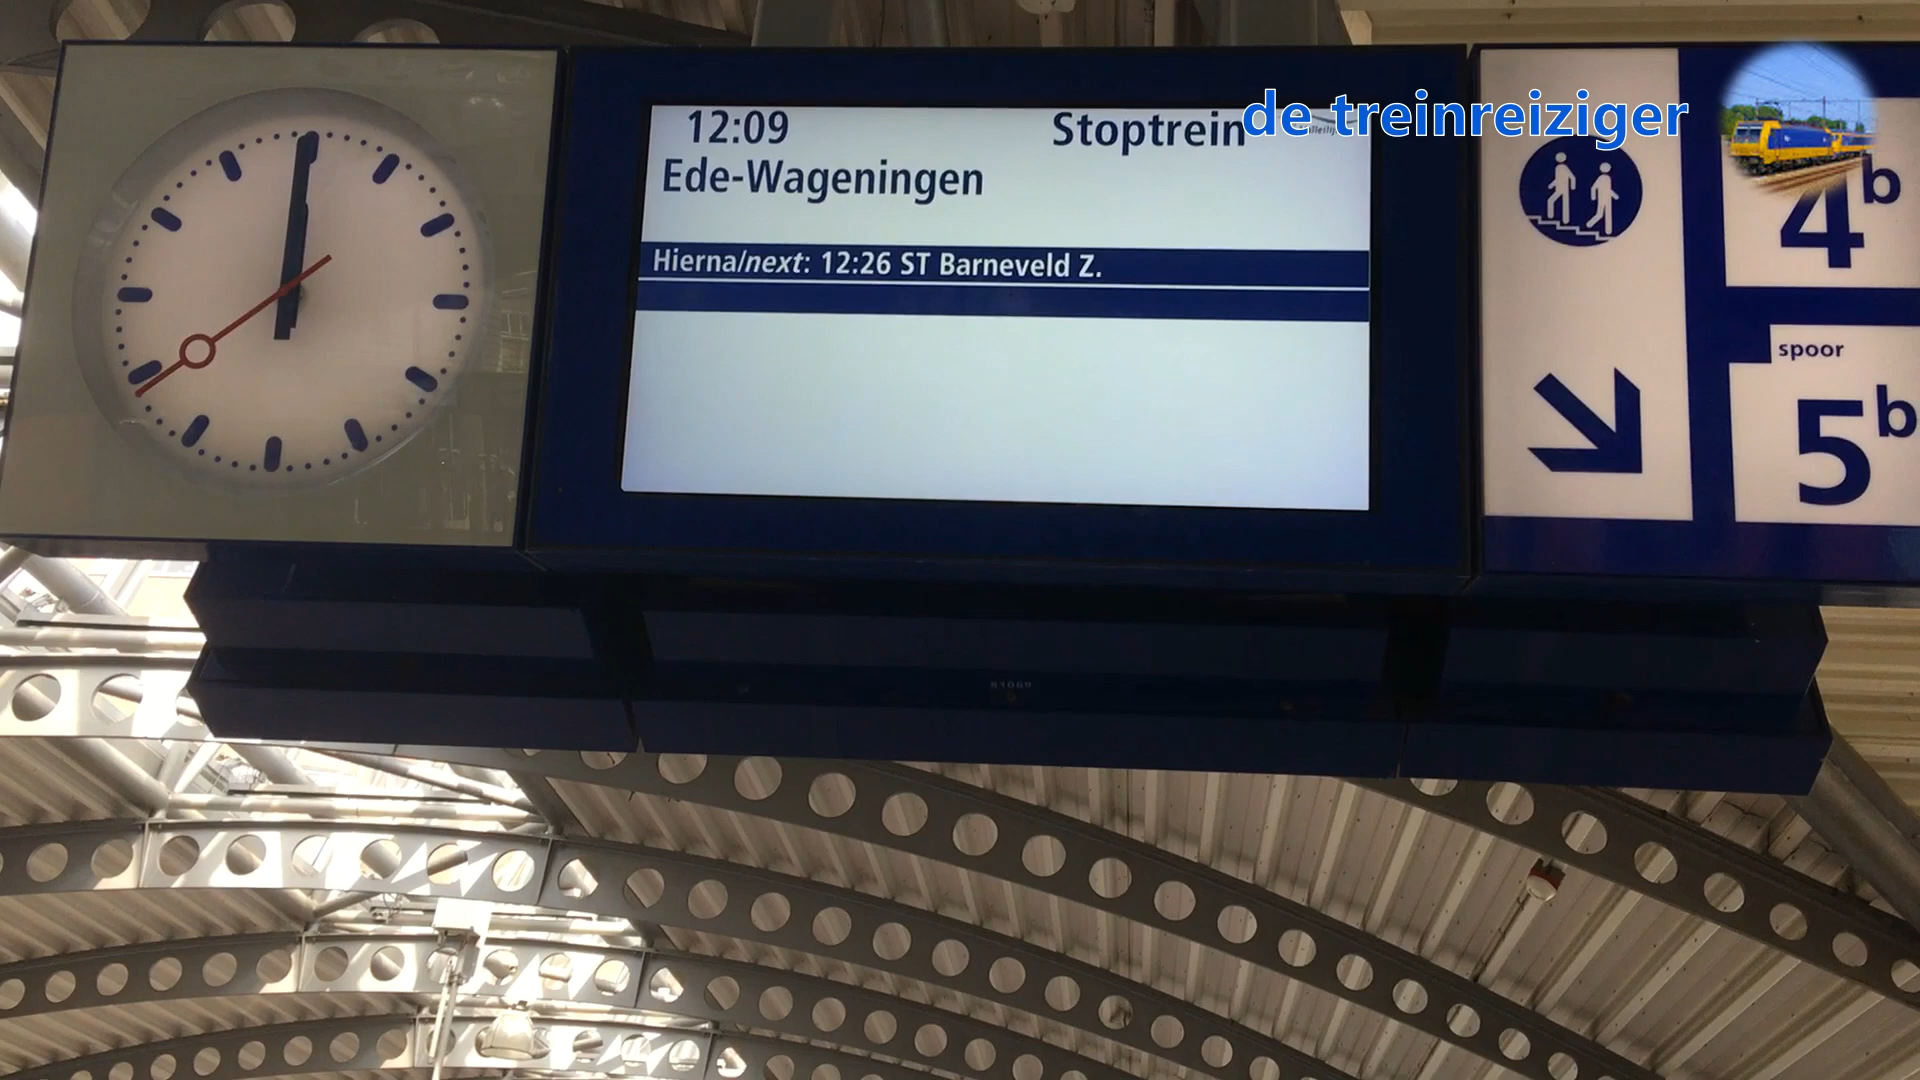 12:09 Stoptrein
de treinreiziger
Ede-Wageningen
Hierna/next: 12:26 ST Barneveld Z.
4b
spoor
5b